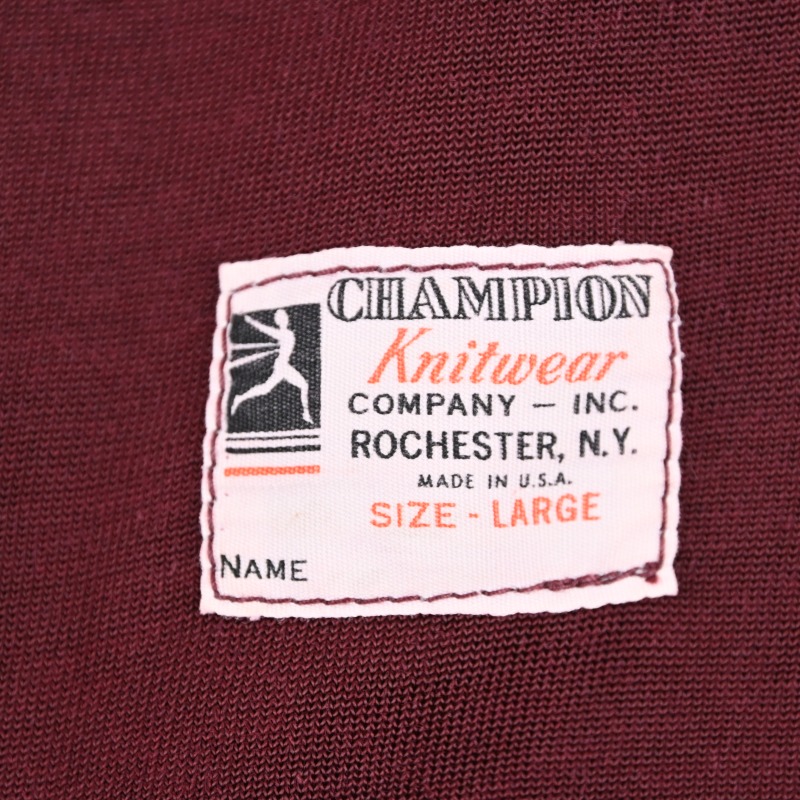 CHAMPION
Knitwear
COMPANY - INC.
ROCHESTER, N.Y.
MADE IN U.S.A.
SIZE - LARGE
NAME